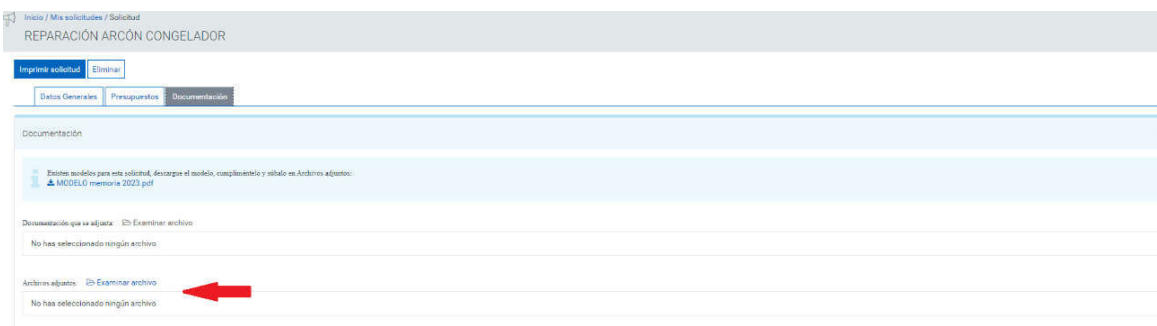 Inicio / Mis solicitudes / Solicitud
REPARACIÓN ARCÓN CONGELADOR
Imprimir solicitud Eliminar
Datos Generales Presupuestos Documentación
Documentación
Existen modelos para esta solicitud, descargue el modelo, cumpliméntelo y súbalo en Archivos adjuntos:
MODELO memoria 2023.pdf
Documentación que se adjunta: Examinar archivo
No has seleccionado ningún archivo
Archivos adjuntos: Examinar archivo
No has seleccionado ningún archivo